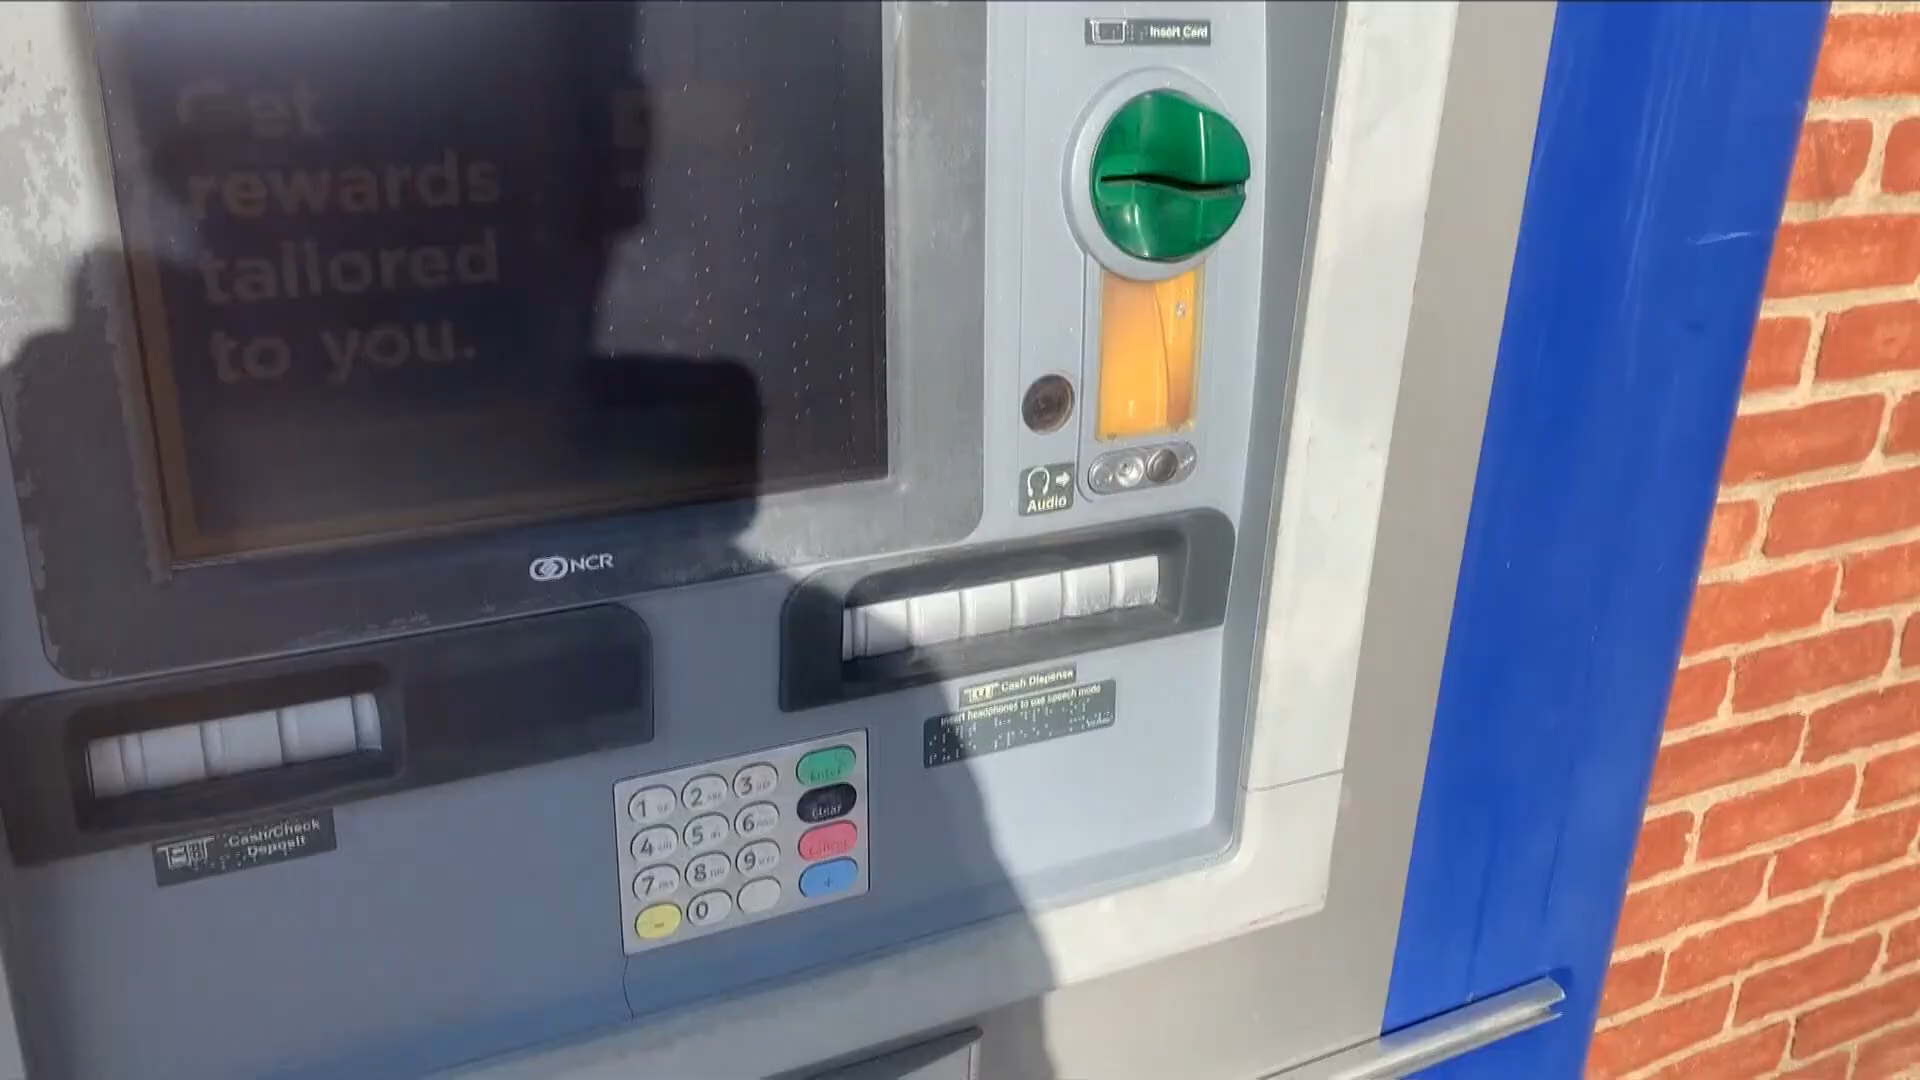 Insert Card
Get
rewards
tailored
to you.
Audio
NCR
Cash Dispense
Insert headphones to use speech mode
Cash/Check
Deposit
1 2 3 Enter
4 5 6 Clear
7 8 9 Cancel
- 0 +